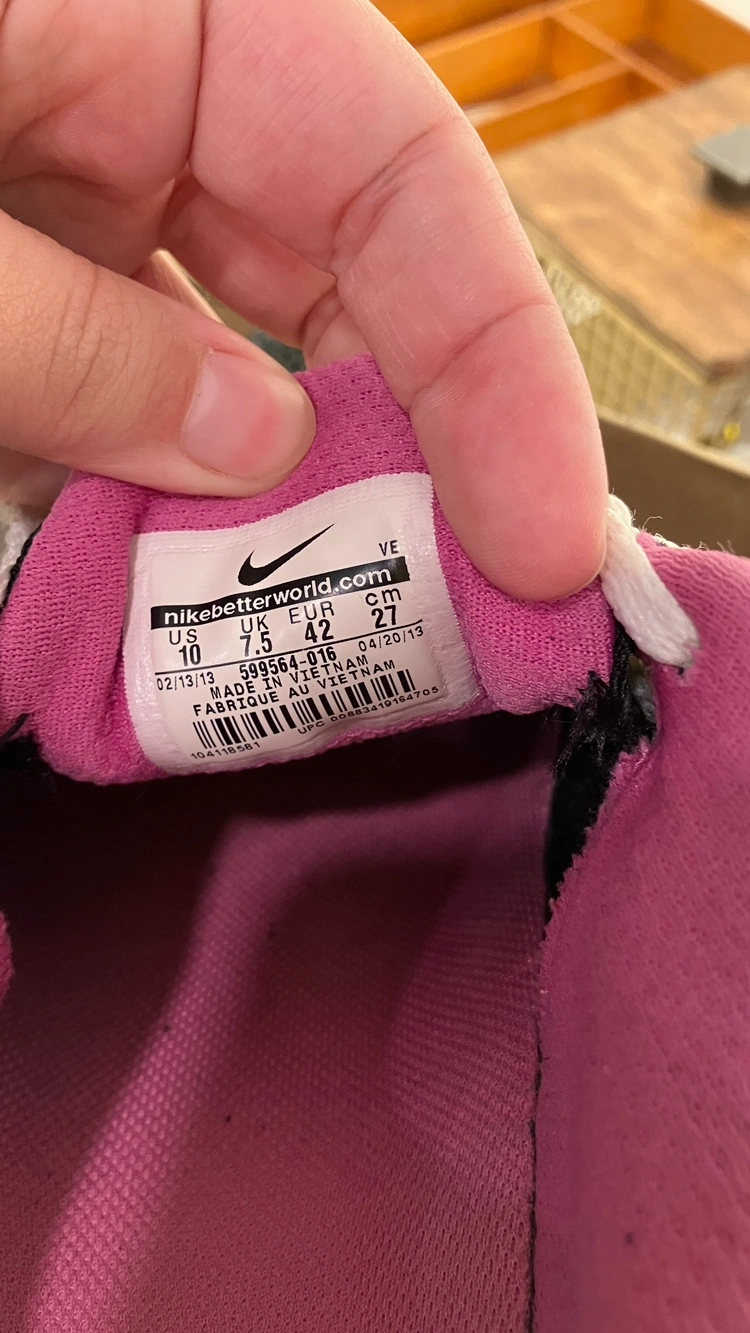 VE
nikebetterworld.com
US UK EUR cm
10 7.5 42 27
02/13/13 599564-016 04/20/13
MADE IN VIETNAM
FABRIQUE AU VIETNAM
104118581 UPC 00883419164705